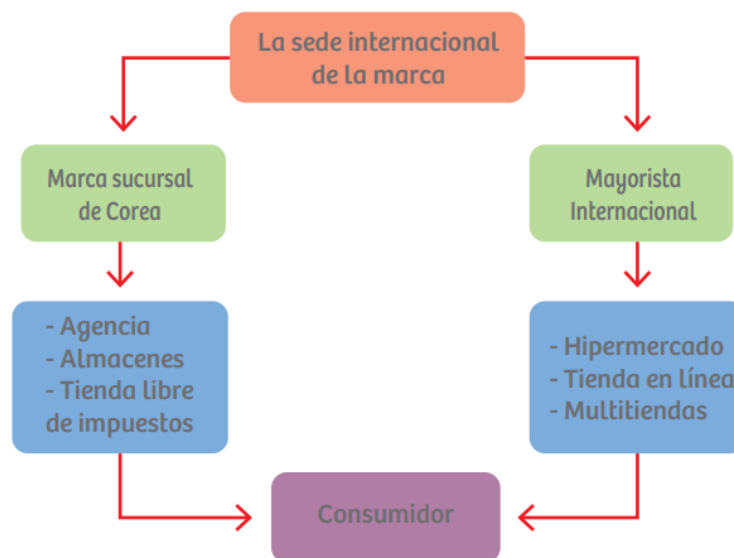 La sede internacional
de la marca
Marca sucursal
de Corea
Mayorista
Internacional
- Agencia
- Almacenes
- Tienda libre
de impuestos
- Hipermercado
- Tienda en línea
- Multitiendas
Consumidor